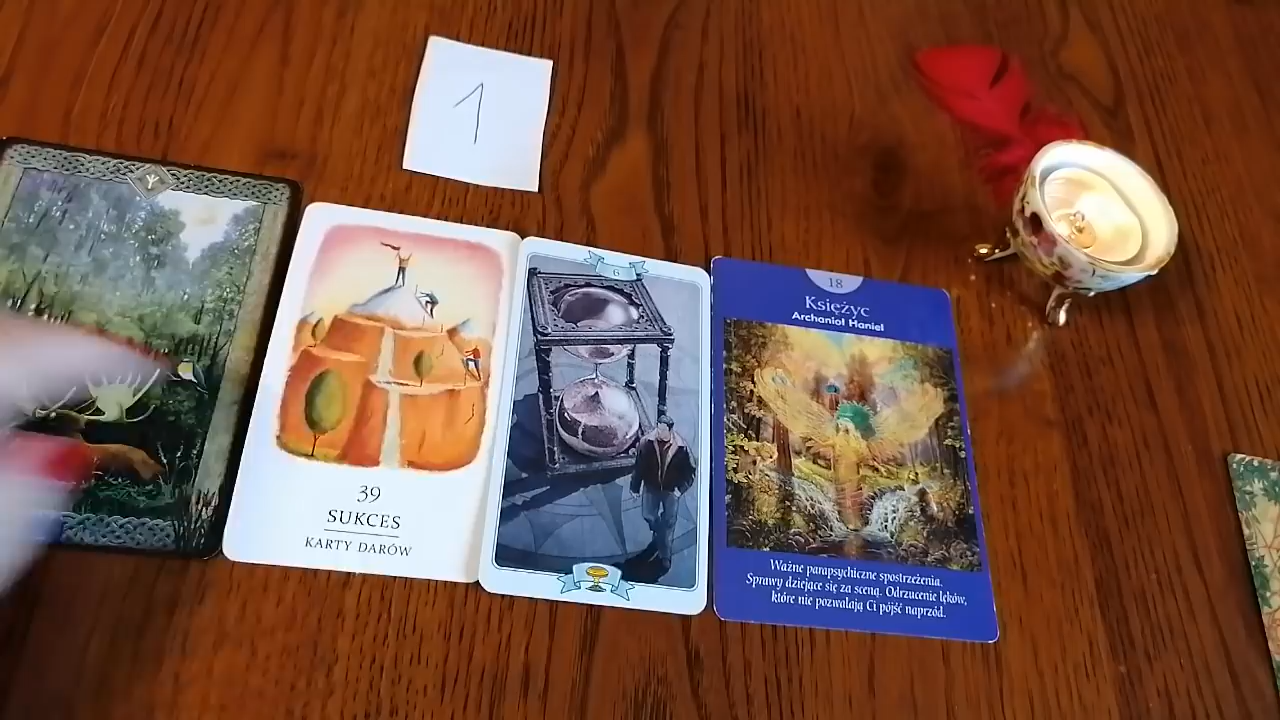 1
39
SUKCES
KARTY DARÓW
6
18
Księżyc
Archanioł Haniel
Ważne parapsychiczne spostrzeżenia.
Sprawy dziejące się za sceną. Odrzucenie lęków,
które nie pozwalają Ci pójść naprzód.